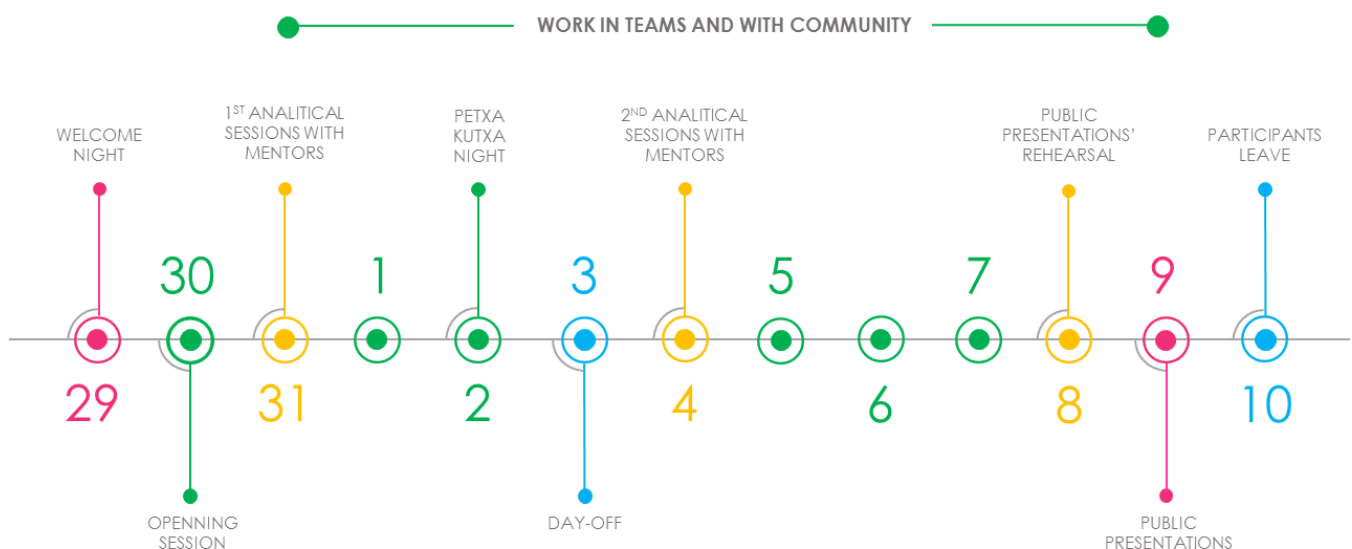 WORK IN TEAMS AND WITH COMMUNITY
WELCOME
NIGHT
1ST ANALITICAL
SESSIONS WITH
MENTORS
PETXA
KUTXA
NIGHT
2ND ANALITICAL
SESSIONS WITH
MENTORS
PUBLIC
PRESENTATIONS'
REHEARSAL
PARTICIPANTS
LEAVE
30
1
3
5
7
9
29
31
2
4
6
8
10
OPENNING
SESSION
DAY-OFF
PUBLIC
PRESENTATIONS